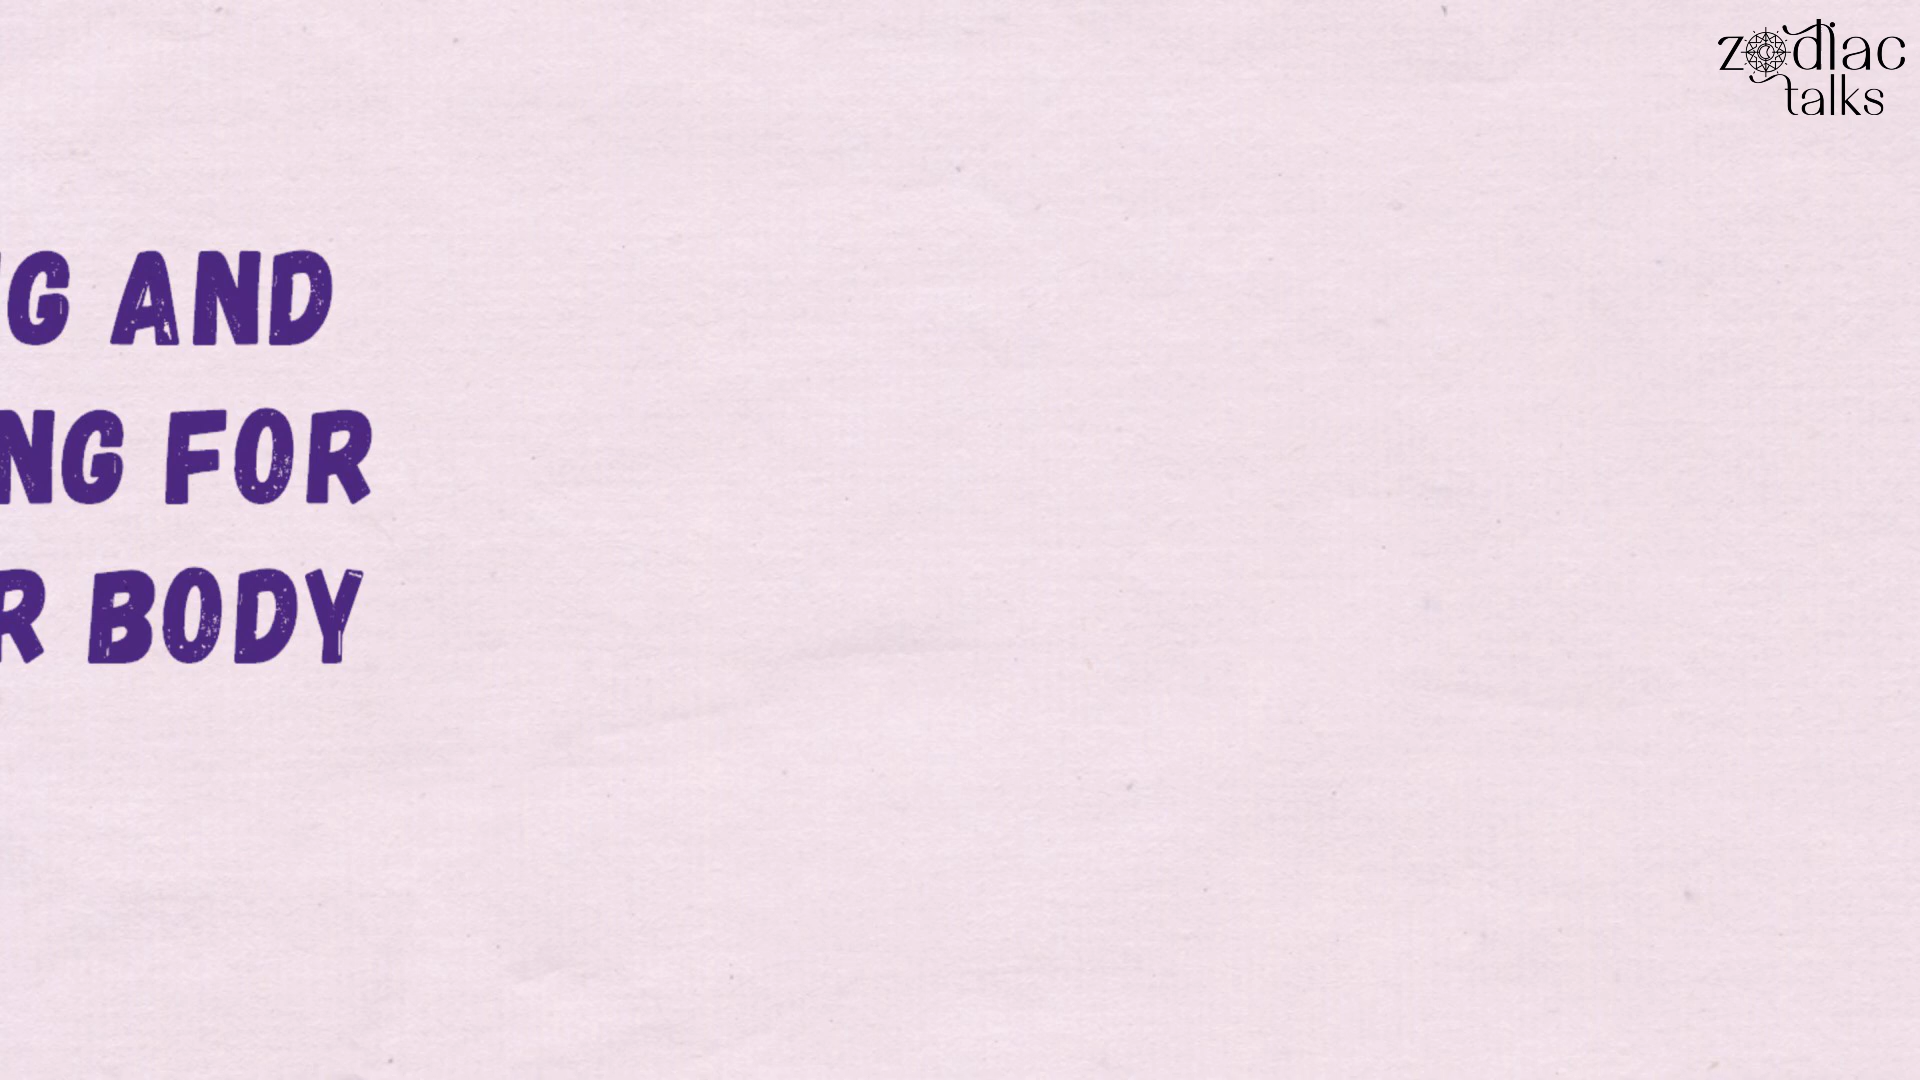 zodiac
talks
G AND
NG FOR
R BODY